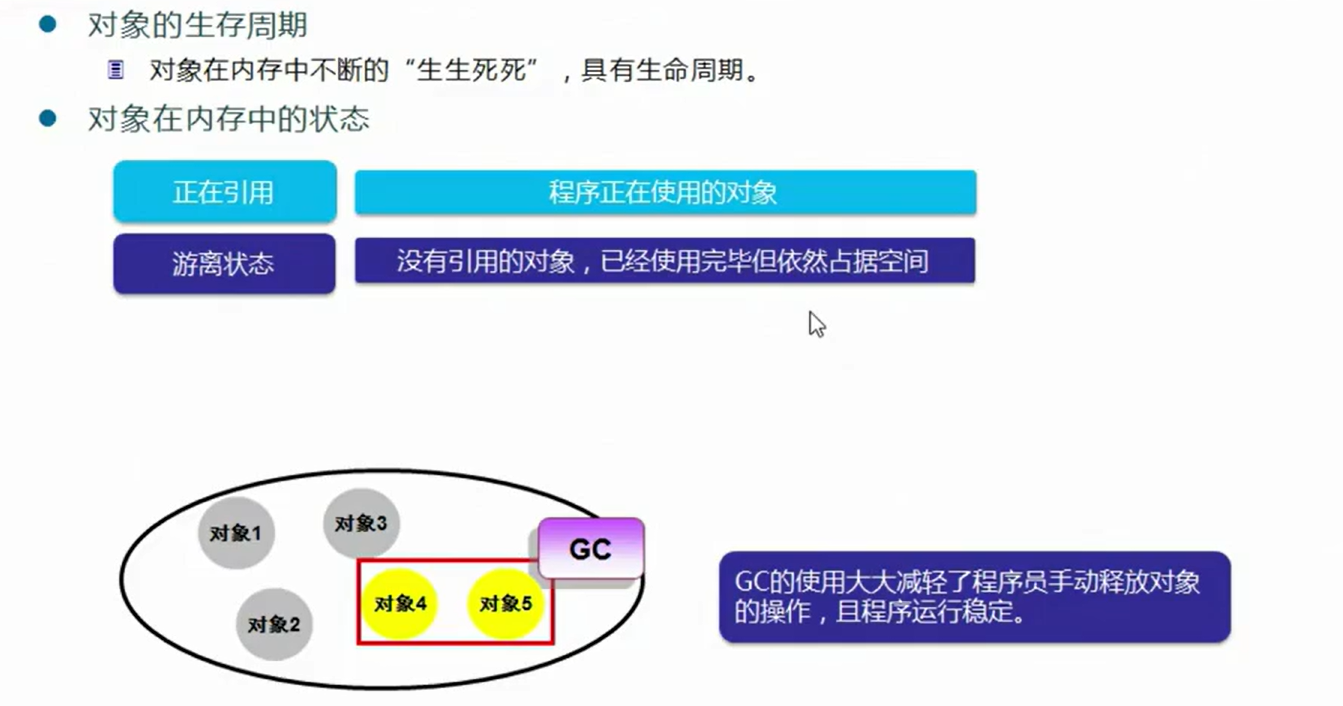 对象的生存周期
对象在内存中不断的“生生死死”，具有生命周期。
对象在内存中的状态
正在引用
程序正在使用的对象
游离状态
没有引用的对象，已经使用完毕但依然占据空间
对象1
对象3
GC
对象4
对象5
对象2
GC的使用大大减轻了程序员手动释放对象
的操作，且程序运行稳定。